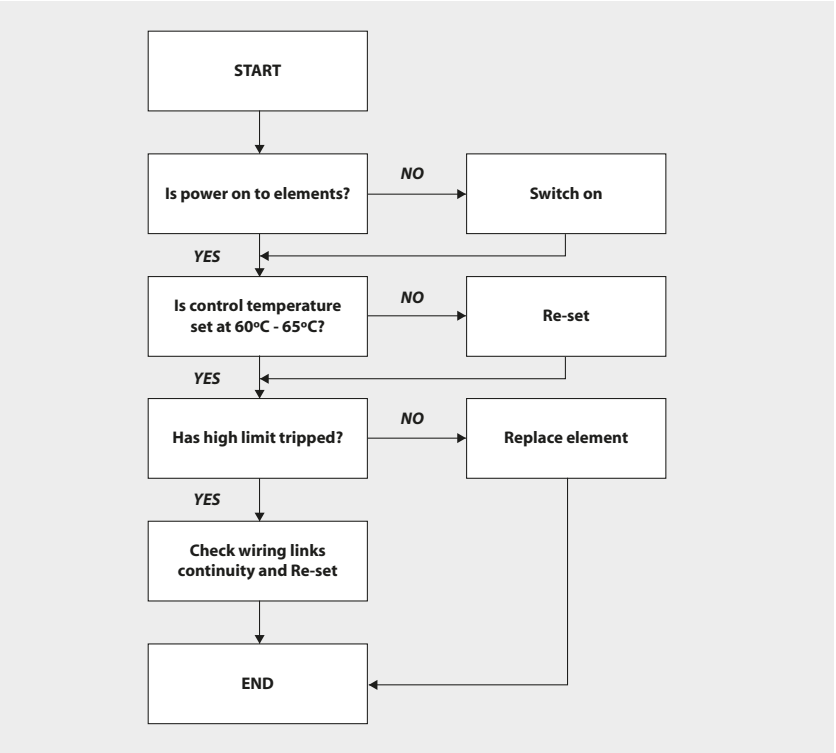 START
Is power on to elements?
NO
Switch on
YES
Is control temperature
set at 60ºC - 65ºC?
NO
Re-set
YES
Has high limit tripped?
NO
Replace element
YES
Check wiring links
continuity and Re-set
END